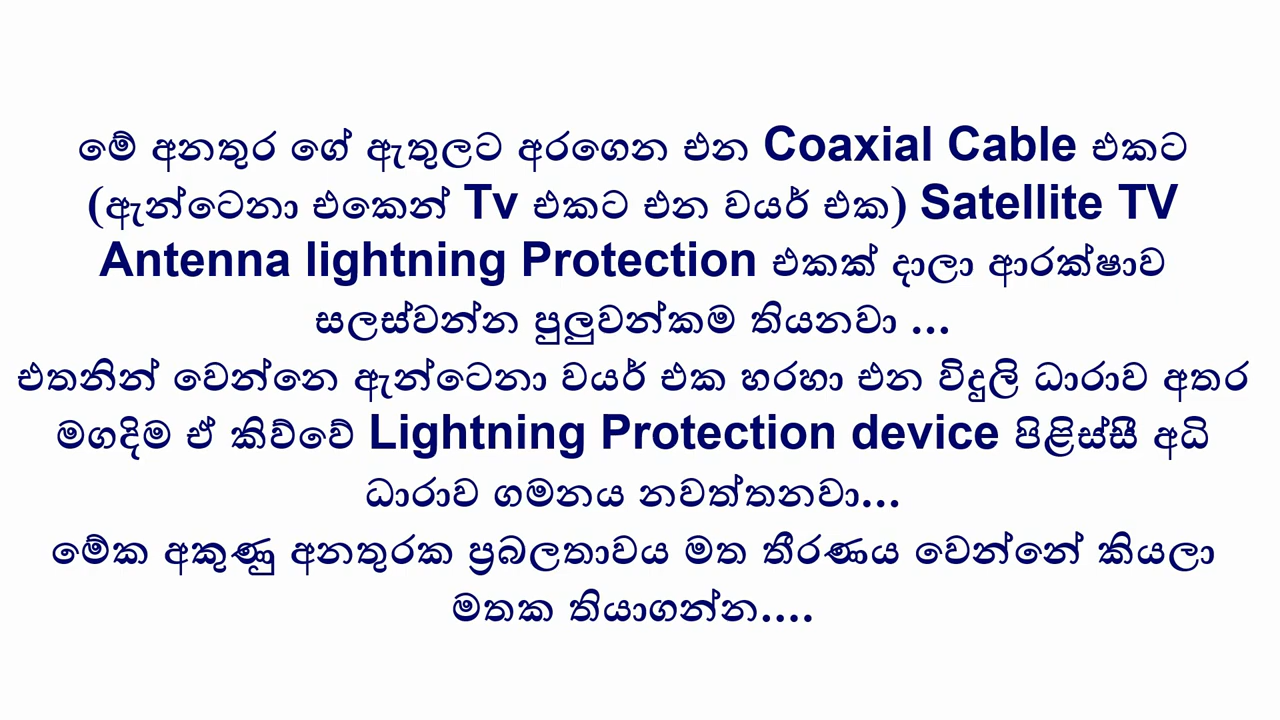 මේ අනතුර ගේ ඇතුලට අරගෙන එන Coaxial Cable එකට
(ඇන්ටෙනා එකෙන් Tv එකට එන වයර් එක) Satellite TV
Antenna lightning Protection එකක් දාලා ආරක්ෂාව
සලස්වන්න පුලුවන්කම තියනවා ...
එතනින් වෙන්නෙ ඇන්ටෙනා වයර් එක හරහා එන විදුලි ධාරාව අතර
මගදිම ඒ කිව්වේ Lightning Protection device පිළිස්සී අධි
ධාරාව ගමනය නවත්තනවා...
මේක අකුණු අනතුරක ප්‍රබලතාවය මත තීරණය වෙන්නේ කියලා
මතක තියාගන්න....